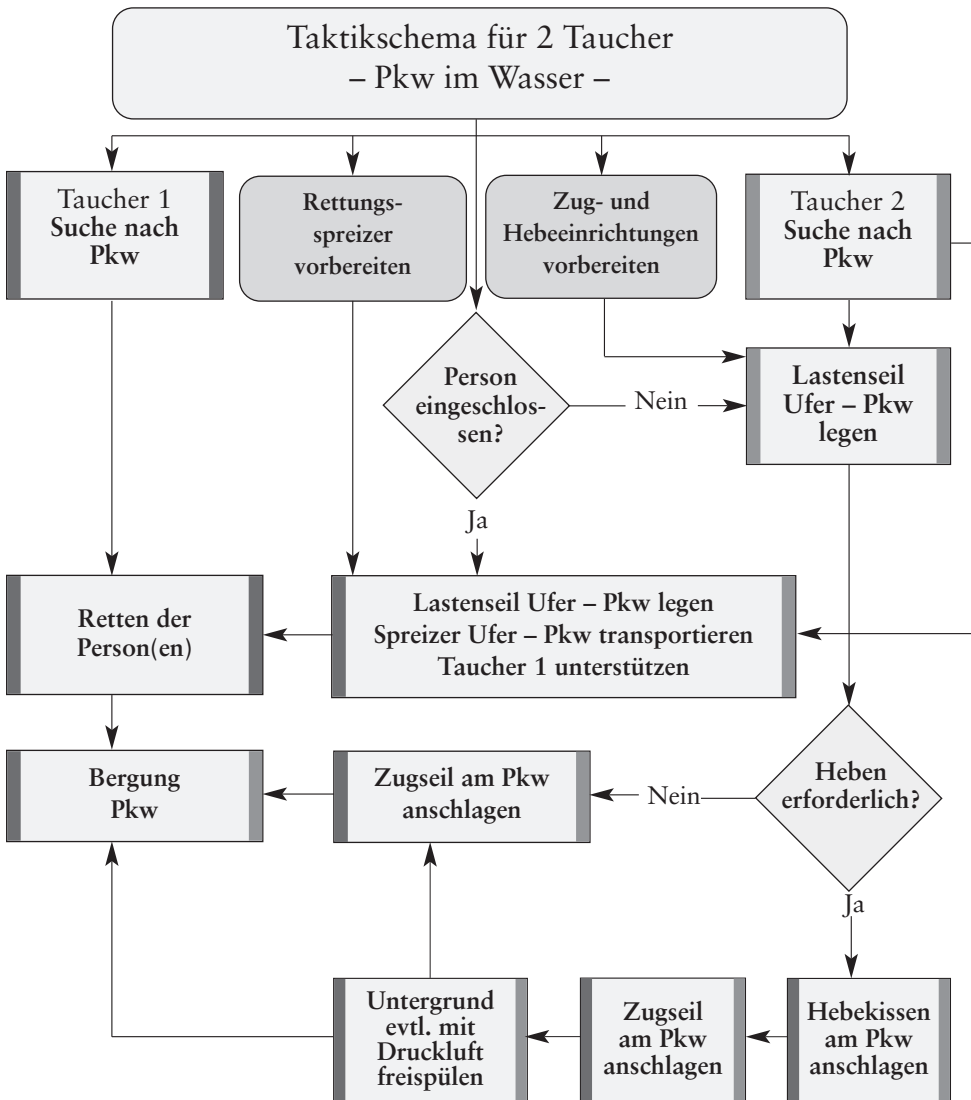 Taktikschema für 2 Taucher
– Pkw im Wasser –
Taucher 1
Suche nach
Pkw
Rettungs-
spreizer
vorbereiten
Zug- und
Hebeeinrichtungen
vorbereiten
Taucher 2
Suche nach
Pkw
Person
eingeschlos-
sen?
Nein
Lastenseil
Ufer – Pkw
legen
Ja
Retten der
Person(en)
Lastenseil Ufer – Pkw legen
Spreizer Ufer – Pkw transportieren
Taucher 1 unterstützen
Bergung
Pkw
Zugseil am Pkw
anschlagen
Nein
Heben
erforderlich?
Ja
Untergrund
evtl. mit
Druckluft
freispülen
Zugseil
am Pkw
anschlagen
Hebekissen
am Pkw
anschlagen